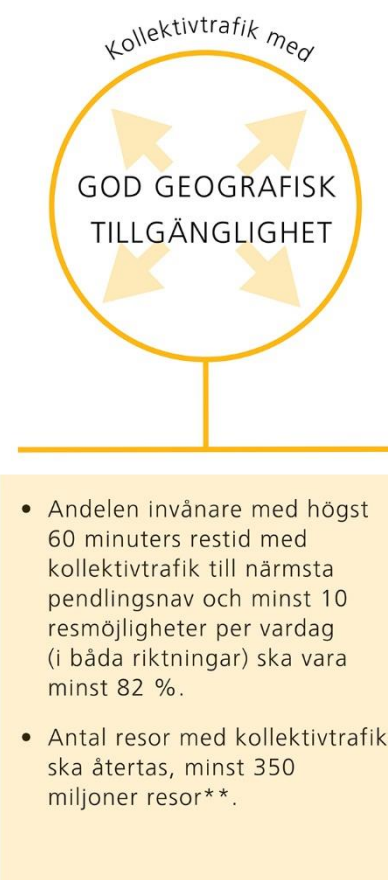 Kollektivtrafik med
GOD GEOGRAFISK
TILLGÄNGLIGHET
• Andelen invånare med högst
60 minuters restid med
kollektivtrafik till närmsta
pendlingsnav och minst 10
resmöjligheter per vardag
(i båda riktningar) ska vara
minst 82 %.
• Antal resor med kollektivtrafik
ska återtas, minst 350
miljoner resor**.